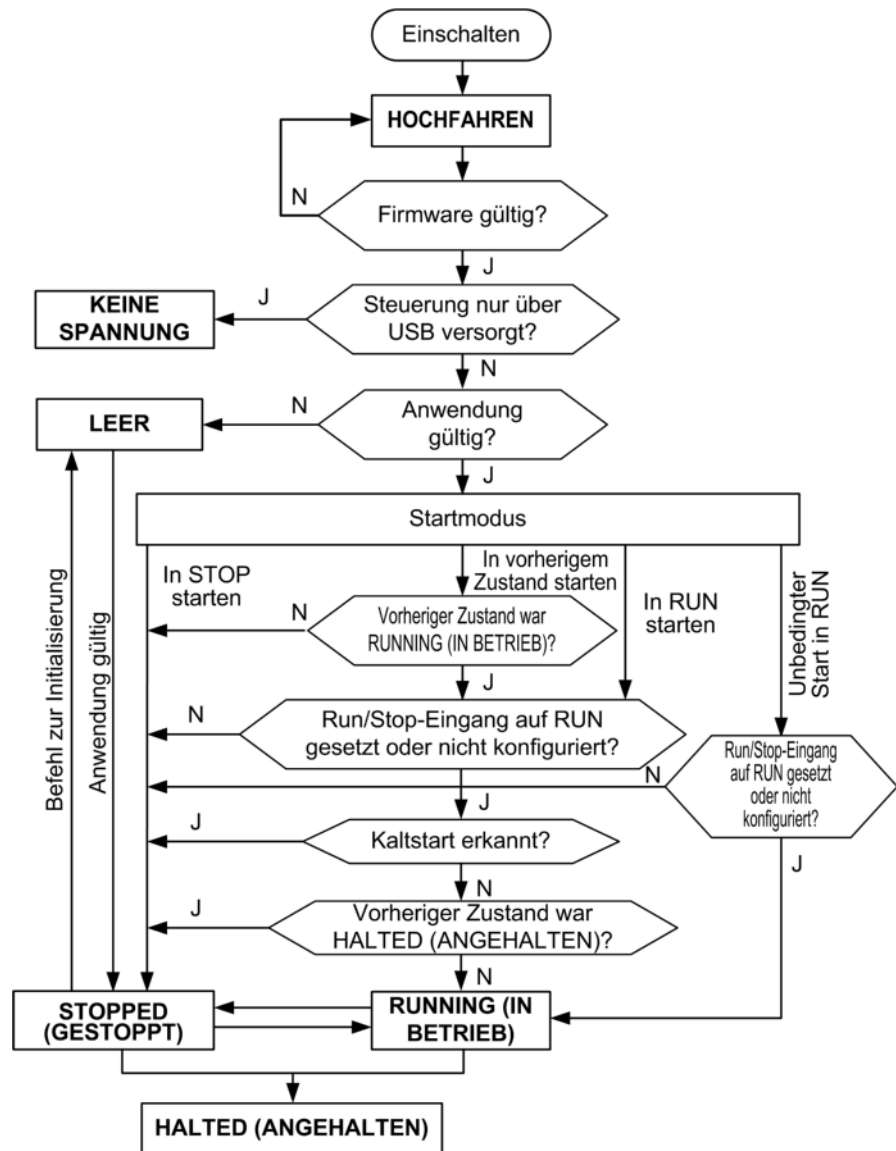 Einschalten
HOCHFAHREN
N
Firmware gültig?
J
J
Steuerung nur über
USB versorgt?
KEINE
SPANNUNG
N
N
Anwendung
gültig?
LEER
J
Startmodus
In STOP
starten
In vorherigem
Zustand starten
In RUN
starten
Unbedingter
Start in RUN
Befehl zur Initialisierung
Anwendung gültig
N
Vorheriger Zustand war
RUNNING (IN BETRIEB)?
J
N
Run/Stop-Eingang auf RUN
gesetzt oder nicht konfiguriert?
N
Run/Stop-Eingang
auf RUN gesetzt
oder nicht
konfiguriert?
J
J
Kaltstart erkannt?
J
N
J
Vorheriger Zustand war
HALTED (ANGEHALTEN)?
N
STOPPED
(GESTOPPT)
RUNNING (IN
BETRIEB)
HALTED (ANGEHALTEN)